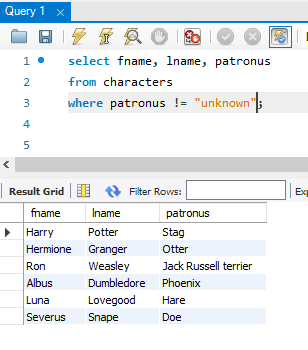 Query 1 ×
1 select fname, lname, patronus
2 from characters
3 where patronus != "unknown";
4
5
Result Grid Filter Rows:
fname lname patronus
Harry Potter Stag
Hermione Granger Otter
Ron Weasley Jack Russell terrier
Albus Dumbledore Phoenix
Luna Lovegood Hare
Severus Snape Doe